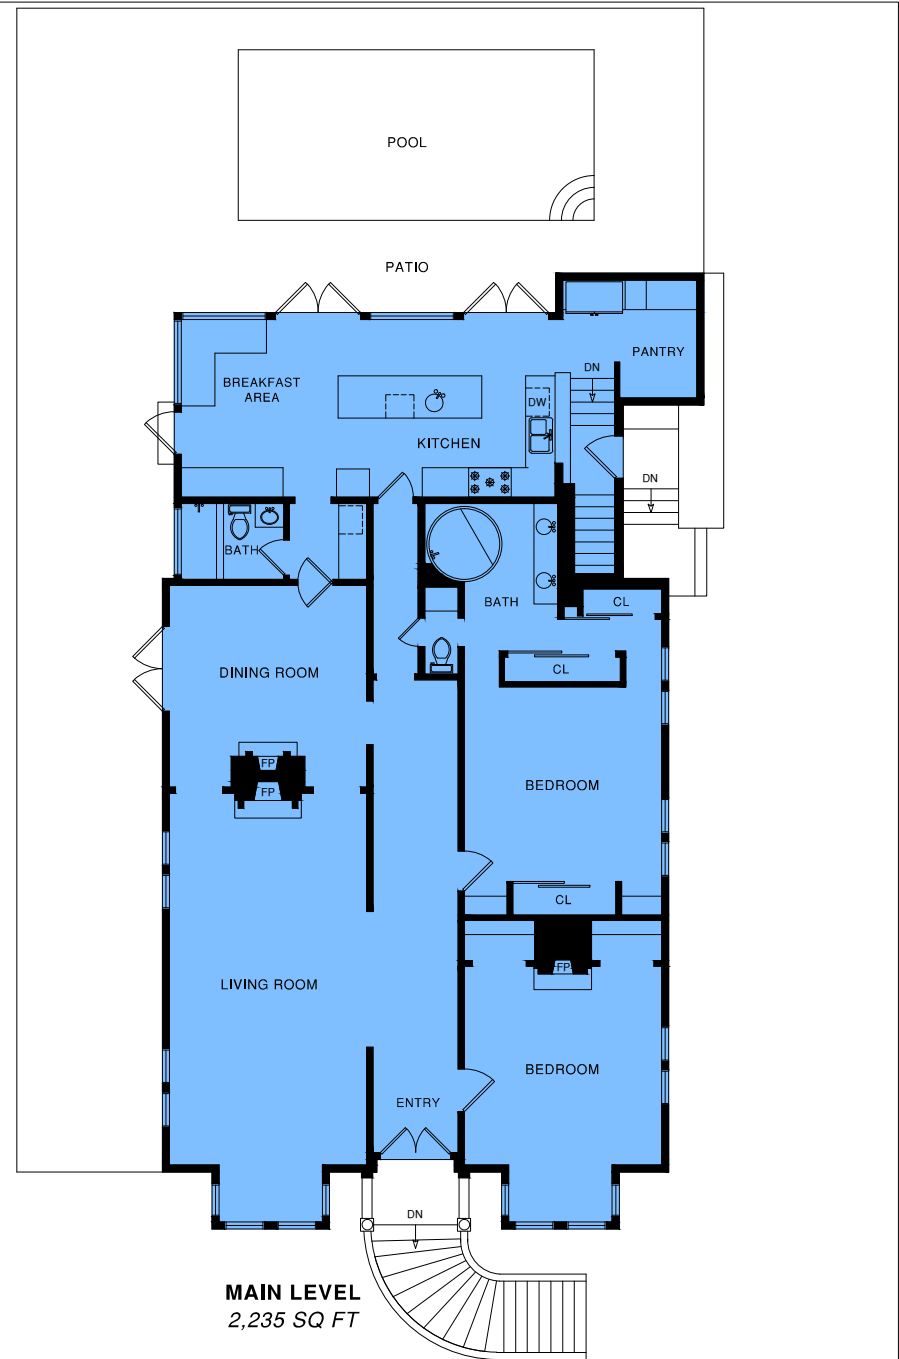 POOL
PATIO
PANTRY
DN
BREAKFAST
AREA
DW
KITCHEN
DN
BATH
BATH
CL
CL
DINING ROOM
FP
FP
BEDROOM
CL
FP
LIVING ROOM
BEDROOM
ENTRY
DN
MAIN LEVEL
2,235 SQ FT